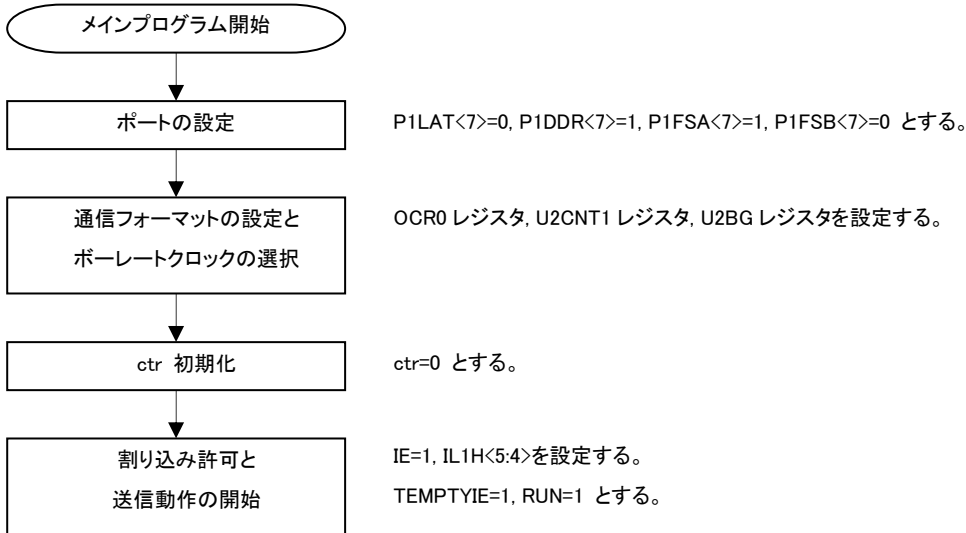 メインプログラム開始
ポートの設定
P1LAT<7>=0, P1DDR<7>=1, P1FSA<7>=1, P1FSB<7>=0 とする。
通信フォーマットの設定と
ボーレートクロックの選択
OCR0 レジスタ, U2CNT1 レジスタ, U2BG レジスタを設定する。
ctr 初期化
ctr=0 とする。
割り込み許可と
送信動作の開始
IE=1, IL1H<5:4>を設定する。
TEMPTYIE=1, RUN=1 とする。